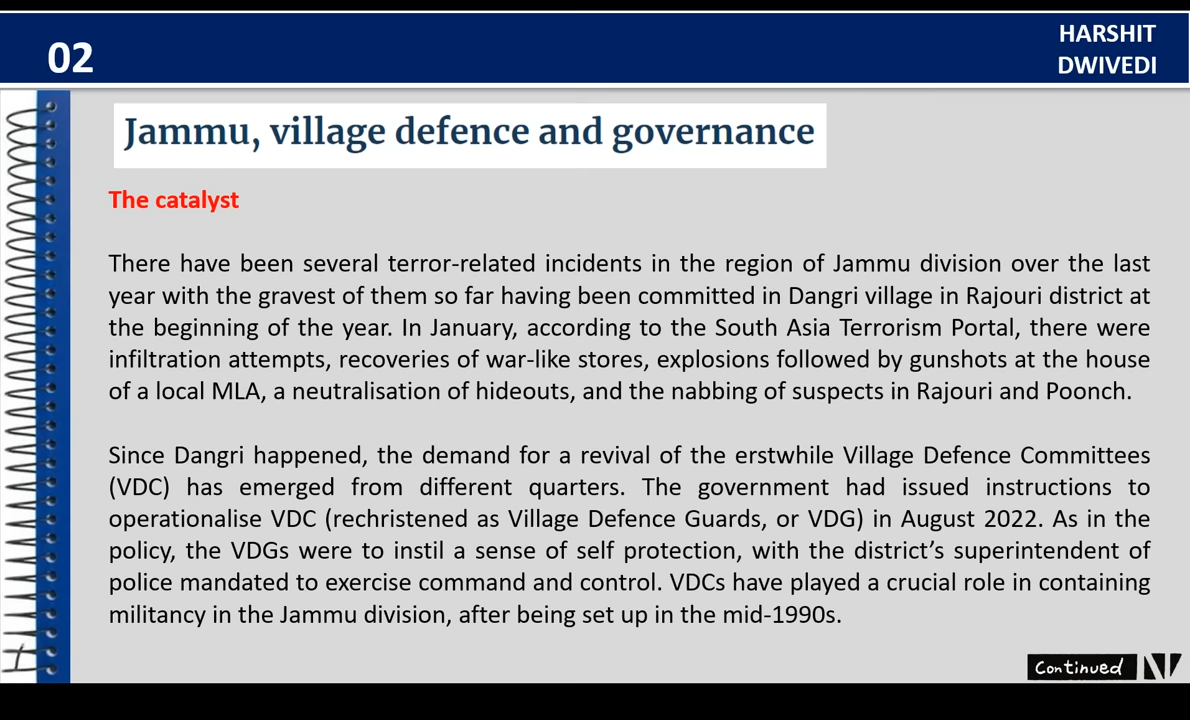 02
HARSHIT
DWIVEDI
Jammu, village defence and governance
The catalyst
There have been several terror-related incidents in the region of Jammu division over the last
year with the gravest of them so far having been committed in Dangri village in Rajouri district at
the beginning of the year. In January, according to the South Asia Terrorism Portal, there were
infiltration attempts, recoveries of war-like stores, explosions followed by gunshots at the house
of a local MLA, a neutralisation of hideouts, and the nabbing of suspects in Rajouri and Poonch.
Since Dangri happened, the demand for a revival of the erstwhile Village Defence Committees
(VDC) has emerged from different quarters. The government had issued instructions to
operationalise VDC (rechristened as Village Defence Guards, or VDG) in August 2022. As in the
policy, the VDGs were to instil a sense of self protection, with the district’s superintendent of
police mandated to exercise command and control. VDCs have played a crucial role in containing
militancy in the Jammu division, after being set up in the mid-1990s.
Continued